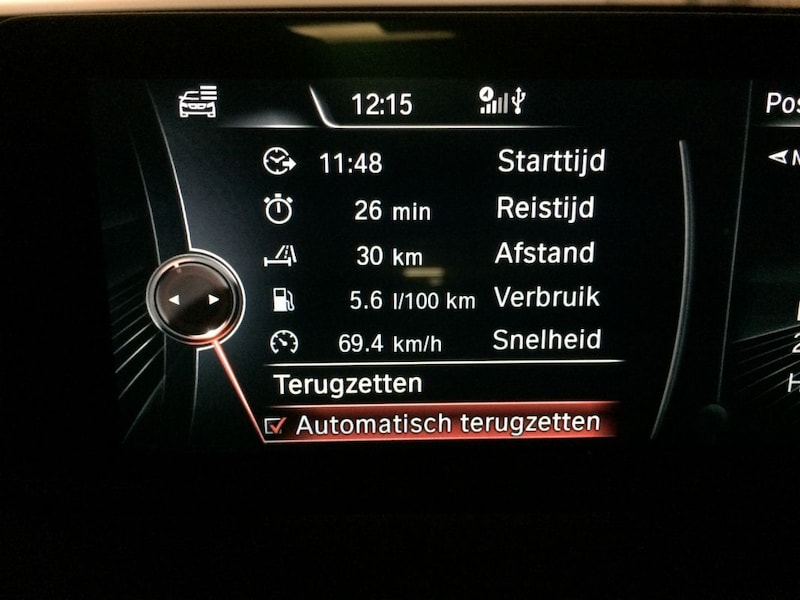 12:15
11:48 Starttijd
26 min Reistijd
30 km Afstand
5.6 l/100 km Verbruik
69.4 km/h Snelheid
Terugzetten
Automatisch terugzetten